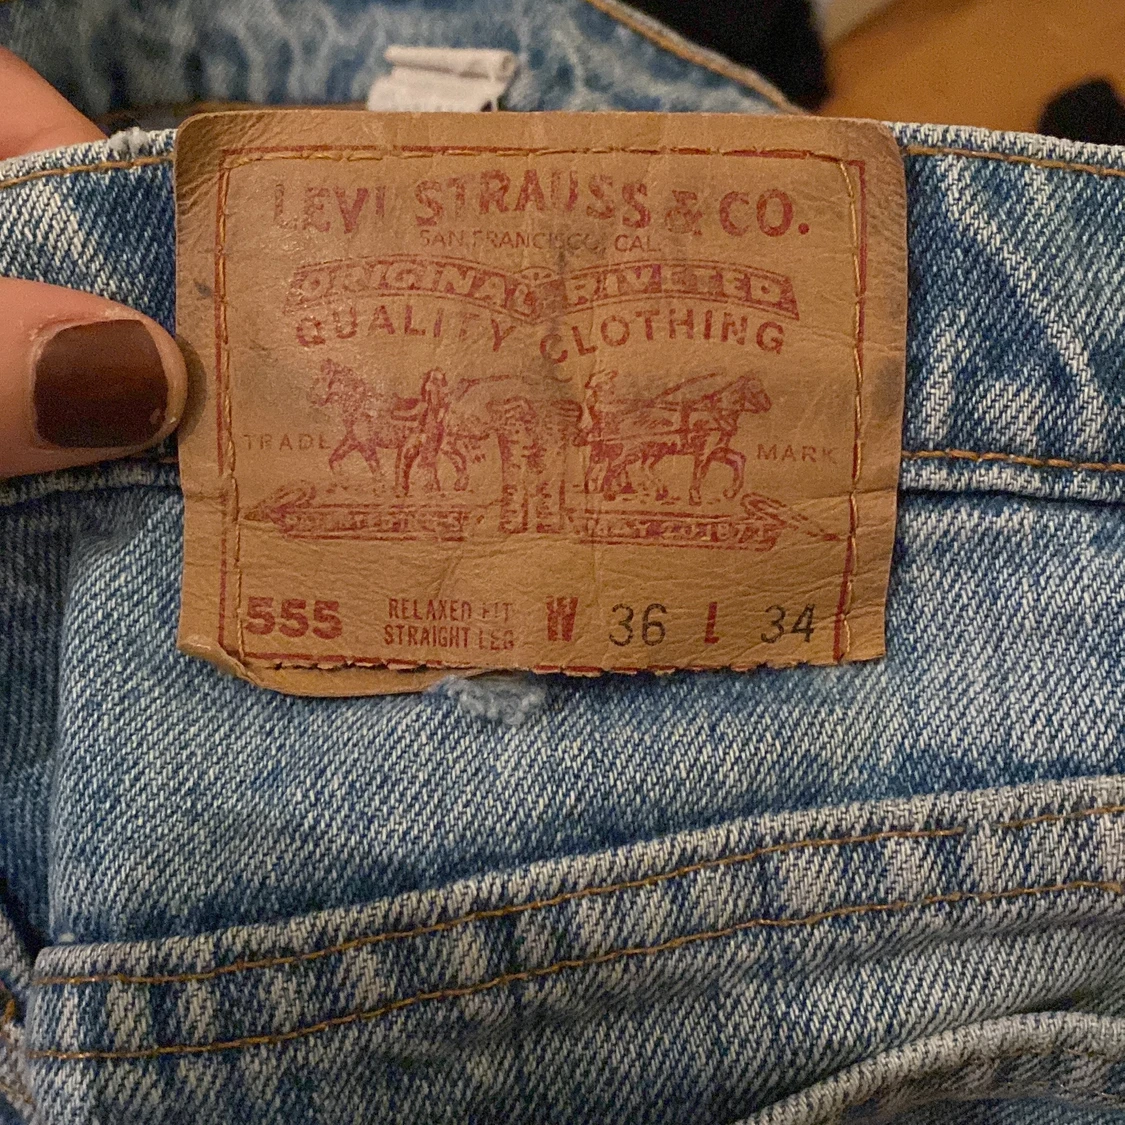 LEVI STRAUSS & CO.
SAN FRANCISCO, CAL.
ORIGINAL RIVETED
QUALITY CLOTHING
TRADE MARK
555 RELAXED FIT W 36 L 34
STRAIGHT LEG